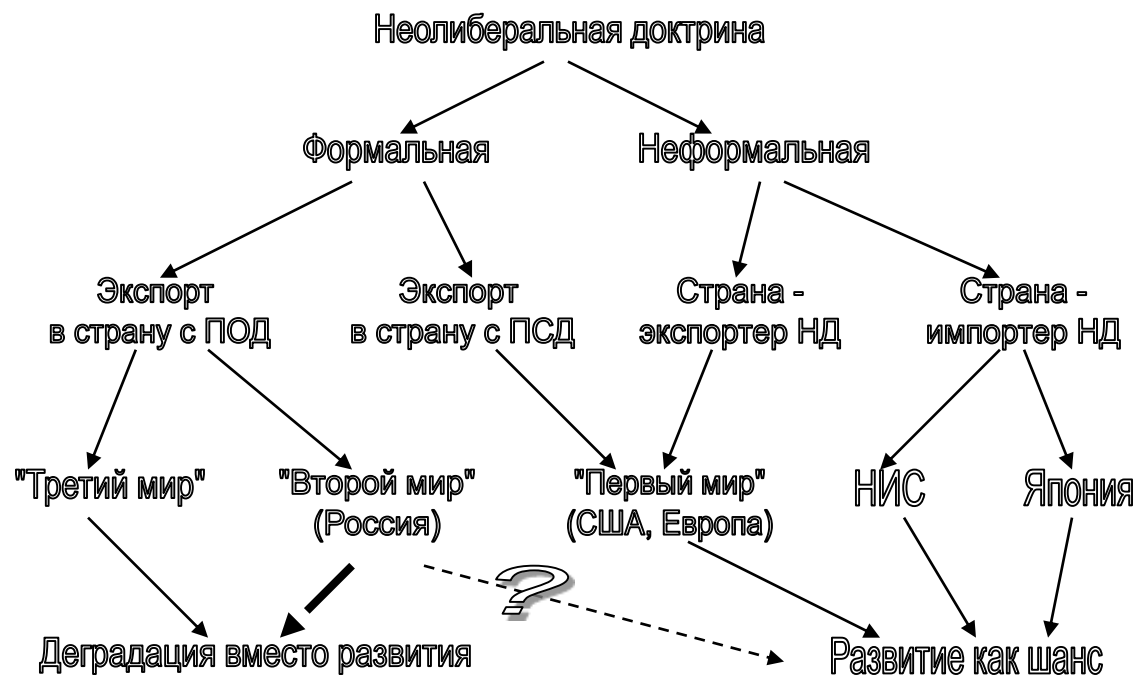 Неолиберальная доктрина
Формальная
Неформальная
Экспорт
в страну с ПОД
Экспорт
в страну с ПСД
Страна -
экспортер НД
Страна -
импортер НД
"Третий мир"
"Второй мир"
(Россия)
"Первый мир"
(США, Европа)
НИС
Япония
?
Деградация вместо развития
Развитие как шанс